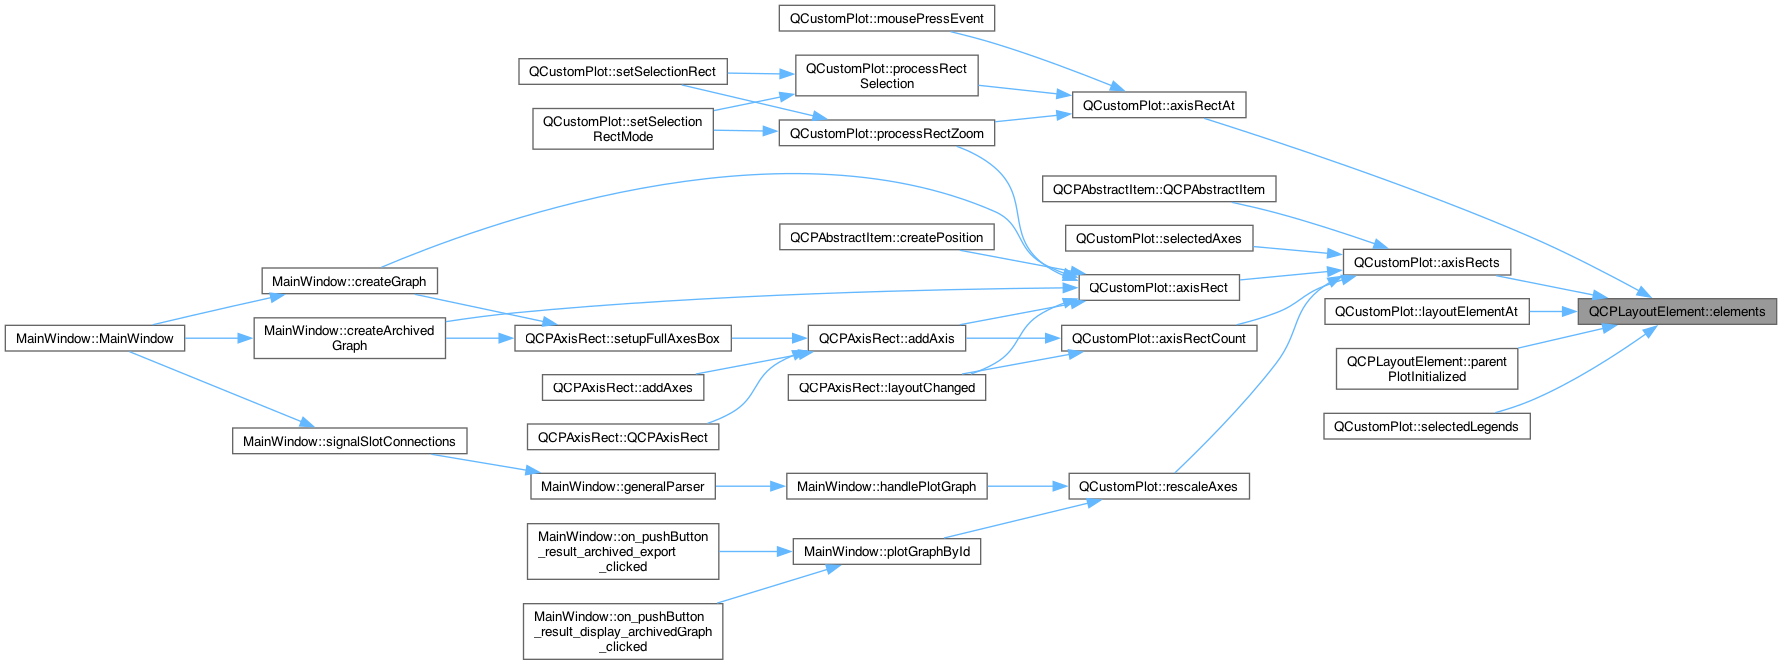 QCustomPlot::mousePressEvent
QCustomPlot::setSelectionRect
QCustomPlot::processRect
Selection
QCustomPlot::axisRectAt
QCustomPlot::setSelection
RectMode
QCustomPlot::processRectZoom
QCPAbstractItem::QCPAbstractItem
QCPAbstractItem::createPosition
QCustomPlot::selectedAxes
QCustomPlot::axisRects
MainWindow::createGraph
QCustomPlot::axisRect
QCustomPlot::layoutElementAt
QCPLayoutElement::elements
MainWindow::MainWindow
MainWindow::createArchived
Graph
QCPAxisRect::setupFullAxesBox
QCPAxisRect::addAxis
QCustomPlot::axisRectCount
QCPLayoutElement::parent
PlotInitialized
QCPAxisRect::addAxes
QCPAxisRect::layoutChanged
QCustomPlot::selectedLegends
MainWindow::signalSlotConnections
QCPAxisRect::QCPAxisRect
MainWindow::generalParser
MainWindow::handlePlotGraph
QCustomPlot::rescaleAxes
MainWindow::on_pushButton
_result_archived_export
_clicked
MainWindow::plotGraphById
MainWindow::on_pushButton
_result_display_archivedGraph
_clicked